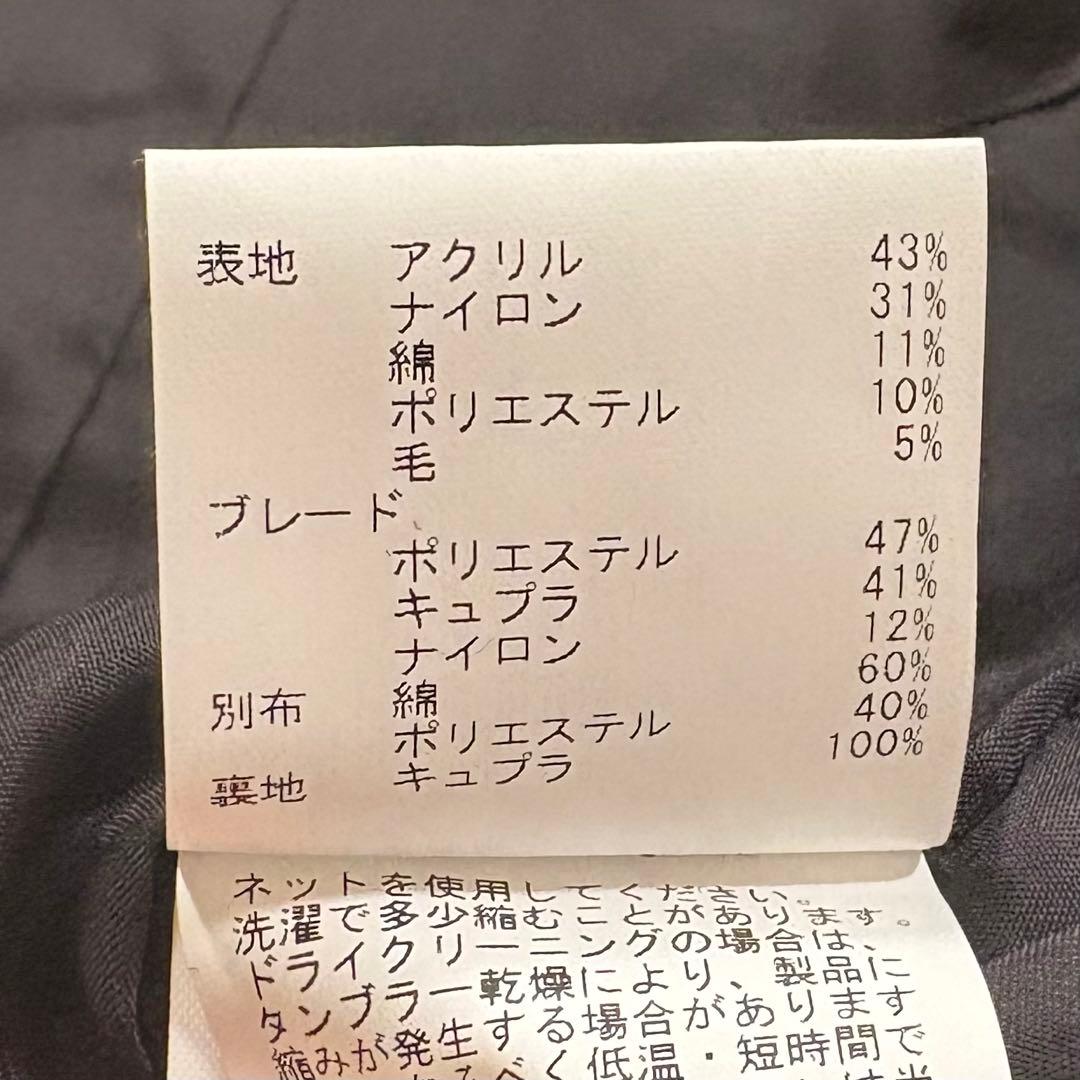 表地 アクリル 43%
ナイロン 31%
綿 11%
ポリエステル 10%
毛 5%
ブレード
ポリエステル 47%
キュプラ 41%
ナイロン 12%
別布 綿 60%
ポリエステル 40%
裏地 キュプラ 100%
ネットを使用してください。
洗濯で多少縮むことがあります。
ドライクリーニングの場合は、
タンブラー乾燥により、製品に
縮みが発生する場合があります
低温・短時間で